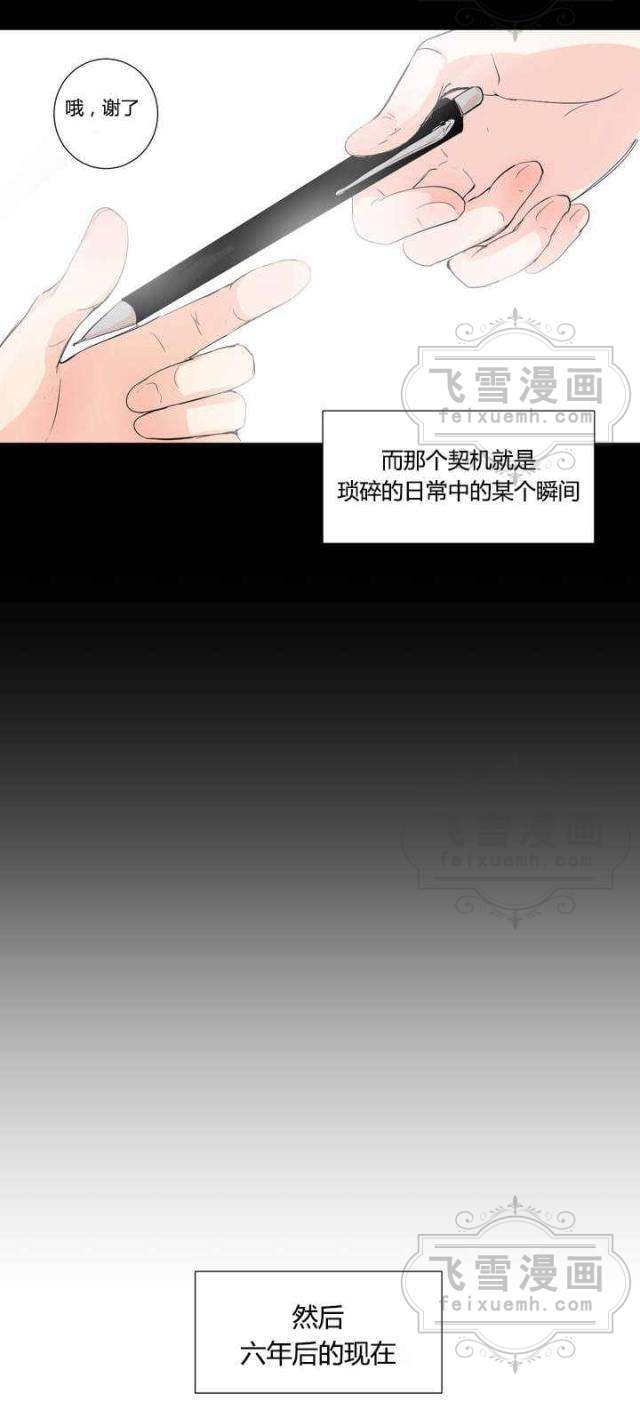 哦，谢了
飞雪漫画
feixuemh.com
而那个契机就是
琐碎的日常中的某个瞬间
飞雪漫画
feixuemh.com
飞雪漫画
feixuemh.com
然后
六年后的现在